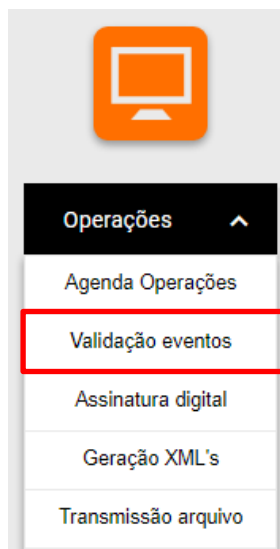 Operações
Agenda Operações
Validação eventos
Assinatura digital
Geração XML's
Transmissão arquivo